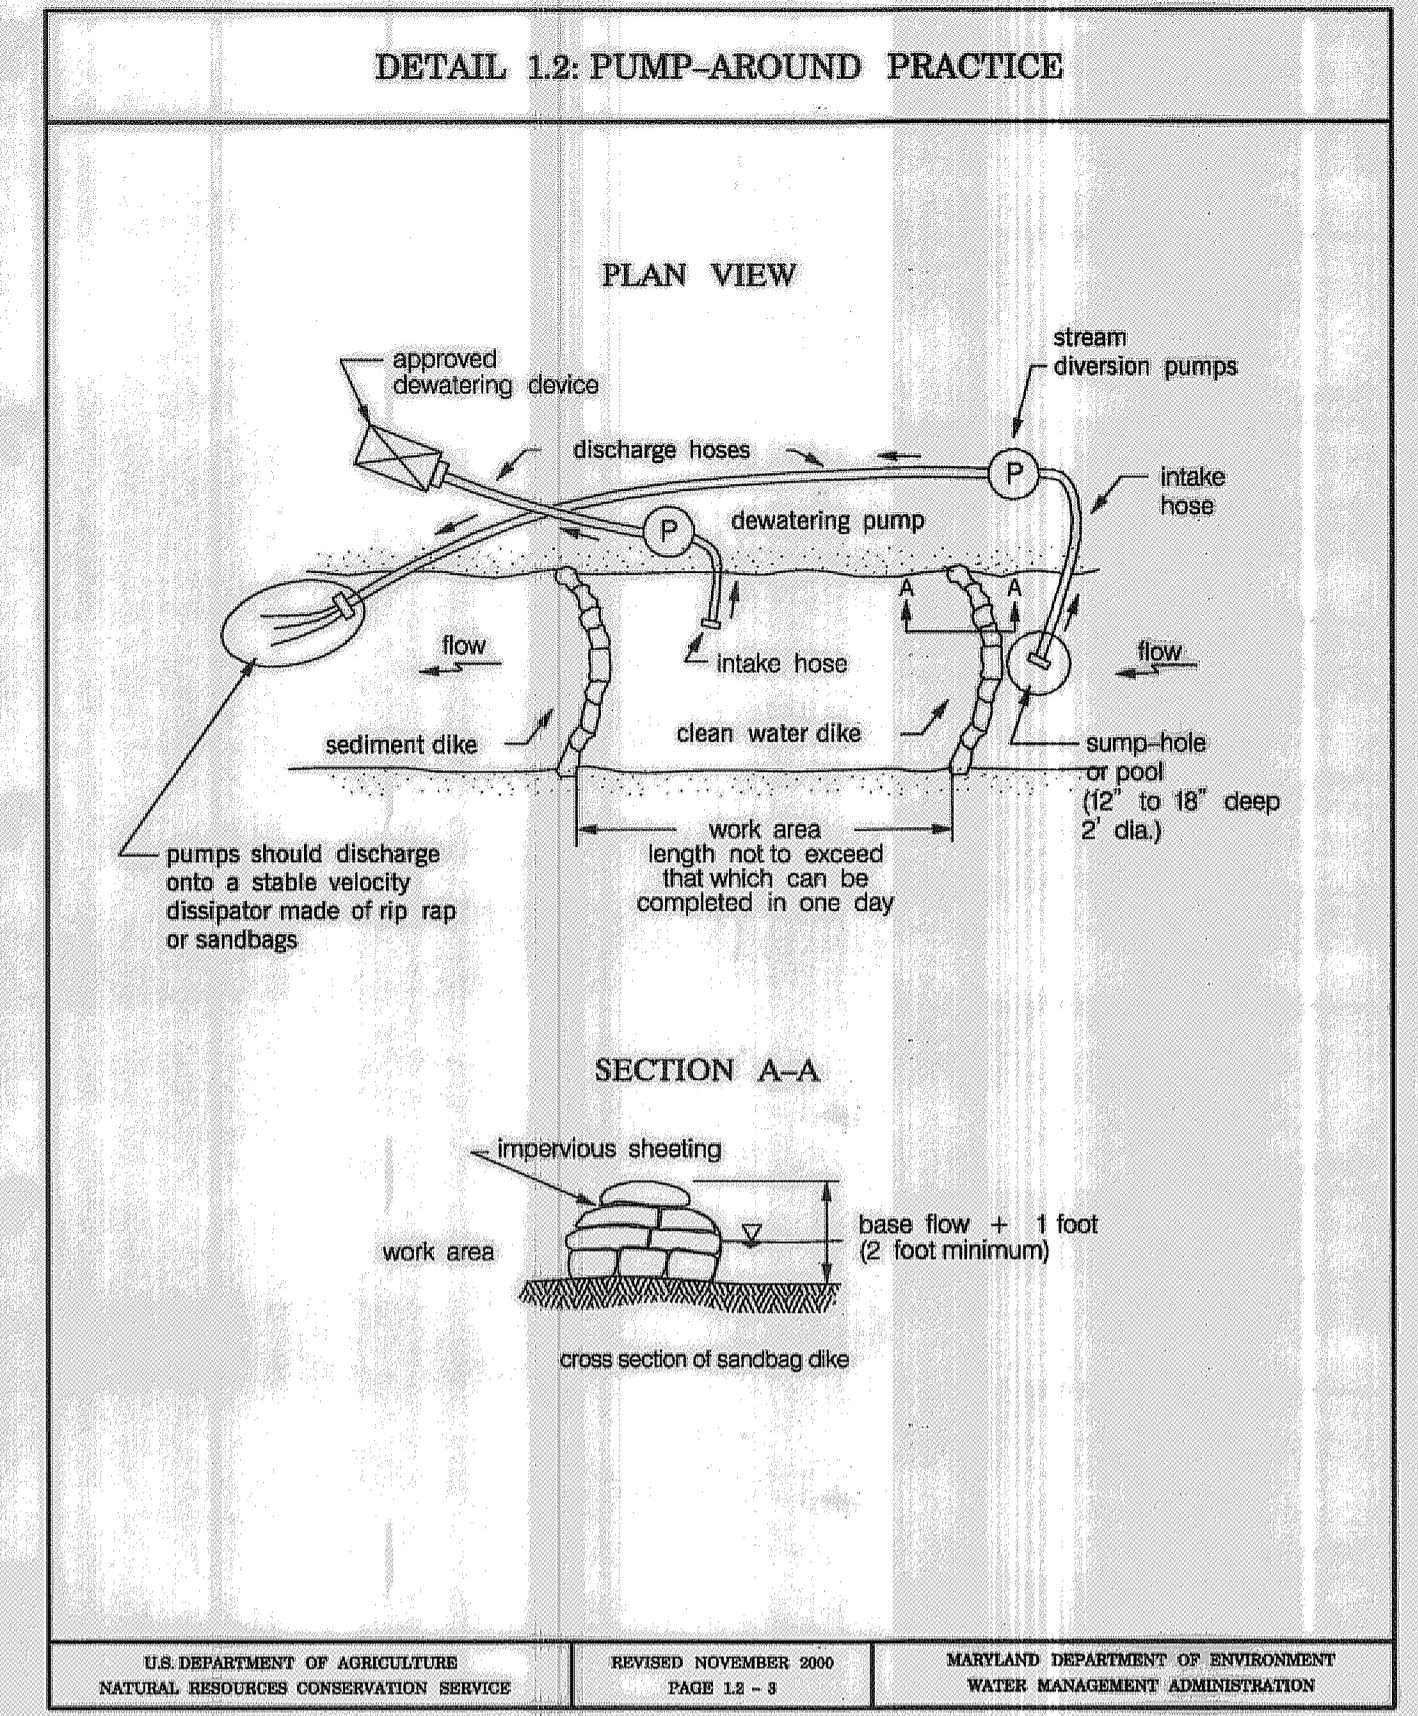 DETAIL 1.2: PUMP–AROUND PRACTICE
PLAN VIEW
stream
diversion pumps
approved
dewatering device
discharge hoses
P
intake
hose
P
dewatering pump
A
A
flow
intake hose
flow
sediment dike
clean water dike
sump–hole
or pool
(12" to 18" deep
2' dia.)
work area
length not to exceed
that which can be
completed in one day
pumps should discharge
onto a stable velocity
dissipator made of rip rap
or sandbags
SECTION A–A
impervious sheeting
work area
base flow + 1 foot
(2 foot minimum)
cross section of sandbag dike
U.S. DEPARTMENT OF AGRICULTURE
NATURAL RESOURCES CONSERVATION SERVICE
REVISED NOVEMBER 2000
PAGE 1.2 - 3
MARYLAND DEPARTMENT OF ENVIRONMENT
WATER MANAGEMENT ADMINISTRATION